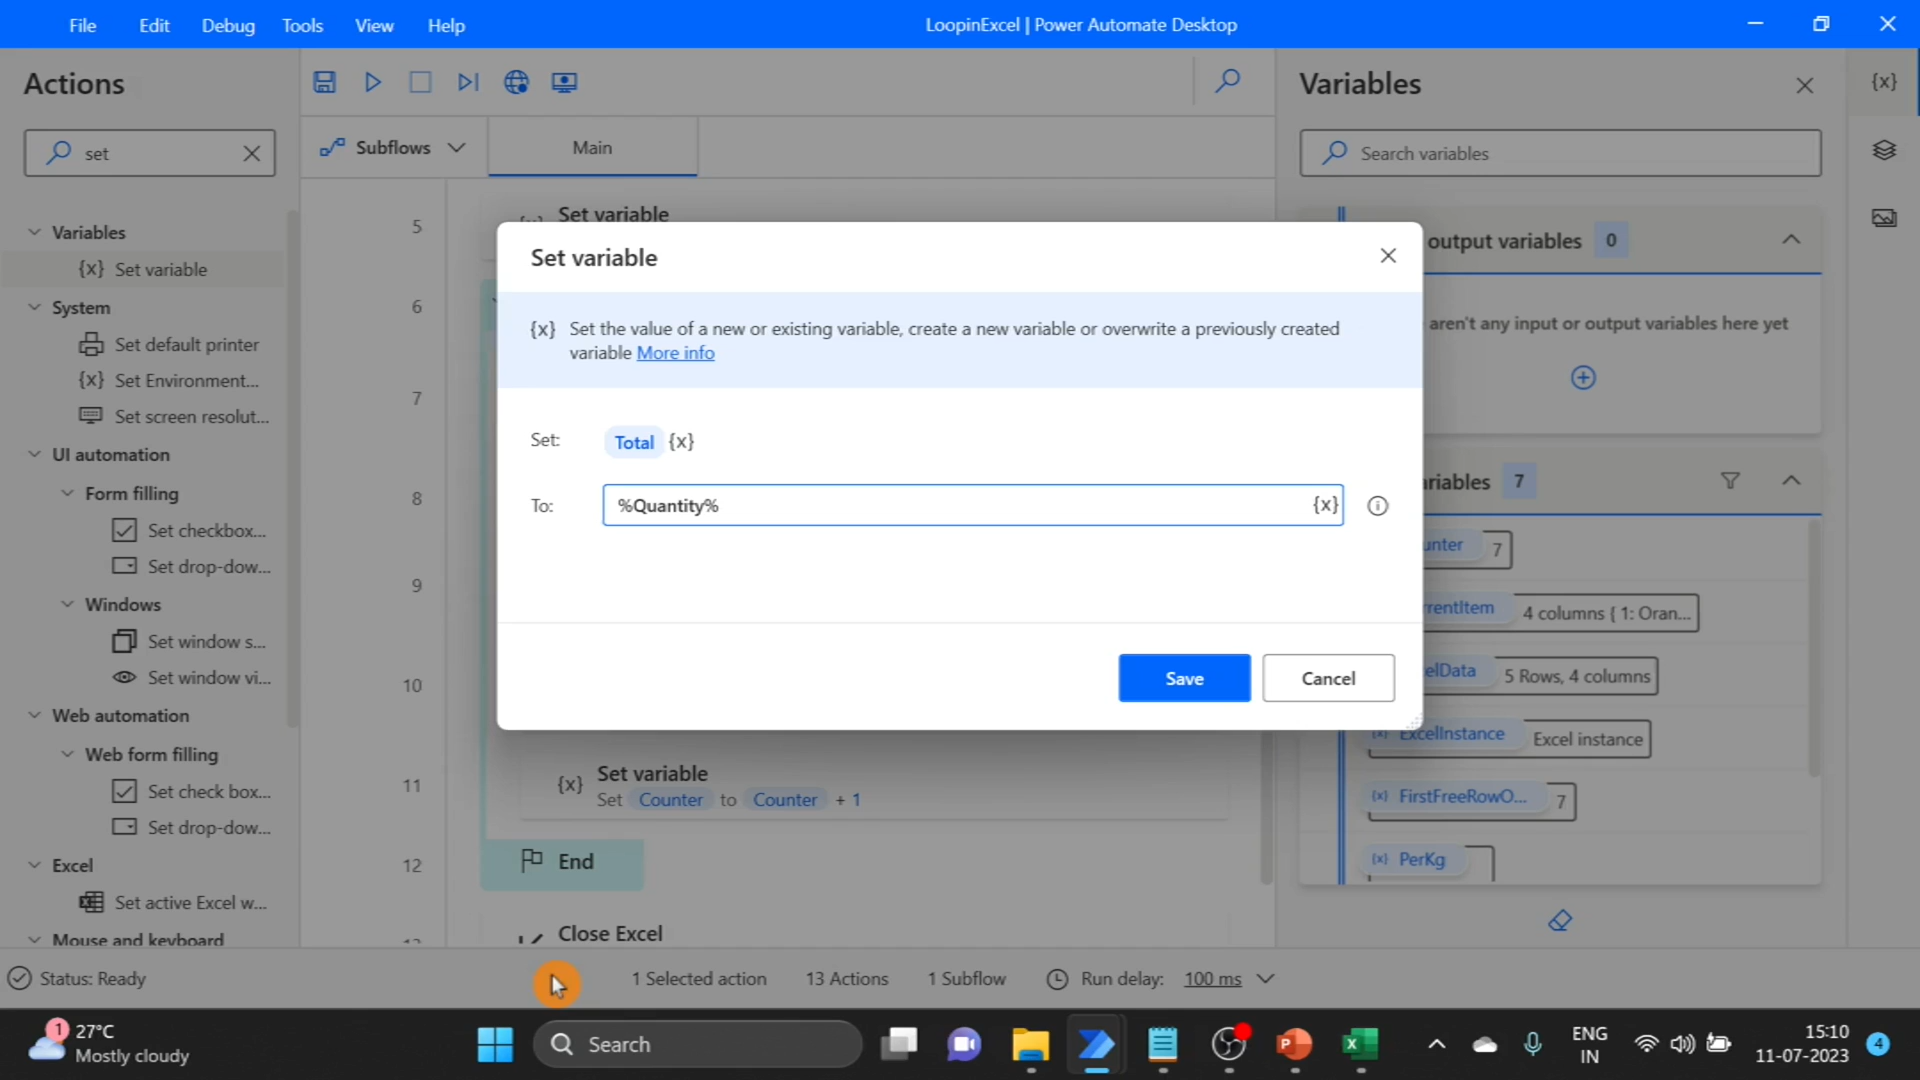 File Edit Debug Tools View Help
LoopinExcel | Power Automate Desktop
Actions
set
Variables
{x} Set variable
System
Set default printer
{x} Set Environment...
Set screen resolut...
UI automation
Form filling
Set checkbox...
Set drop-dow...
Windows
Set window s...
Set window vi...
Web automation
Web form filling
Set check box...
Set drop-dow...
Excel
Set active Excel w...
Mouse and keyboard
Subflows
Main
5
Set variable
6
7
8
9
10
11
{x} Set variable
Set Counter to Counter + 1
12
End
Close Excel
Set variable
{x} Set the value of a new or existing variable, create a new variable or overwrite a previously created
variable More info
Set: Total {x}
To: %Quantity% {x}
Save Cancel
Variables
{x}
Search variables
output variables 0
aren't any input or output variables here yet
7
7
4 columns { 1: Oran...
5 Rows, 4 columns
{x} ExcelInstance Excel instance
{x} FirstFreeRowO... 7
{x} PerKg
Status: Ready
1 Selected action 13 Actions 1 Subflow Run delay: 100 ms
1
27°C
Mostly cloudy
Search
ENG
IN
15:10
11-07-2023
4